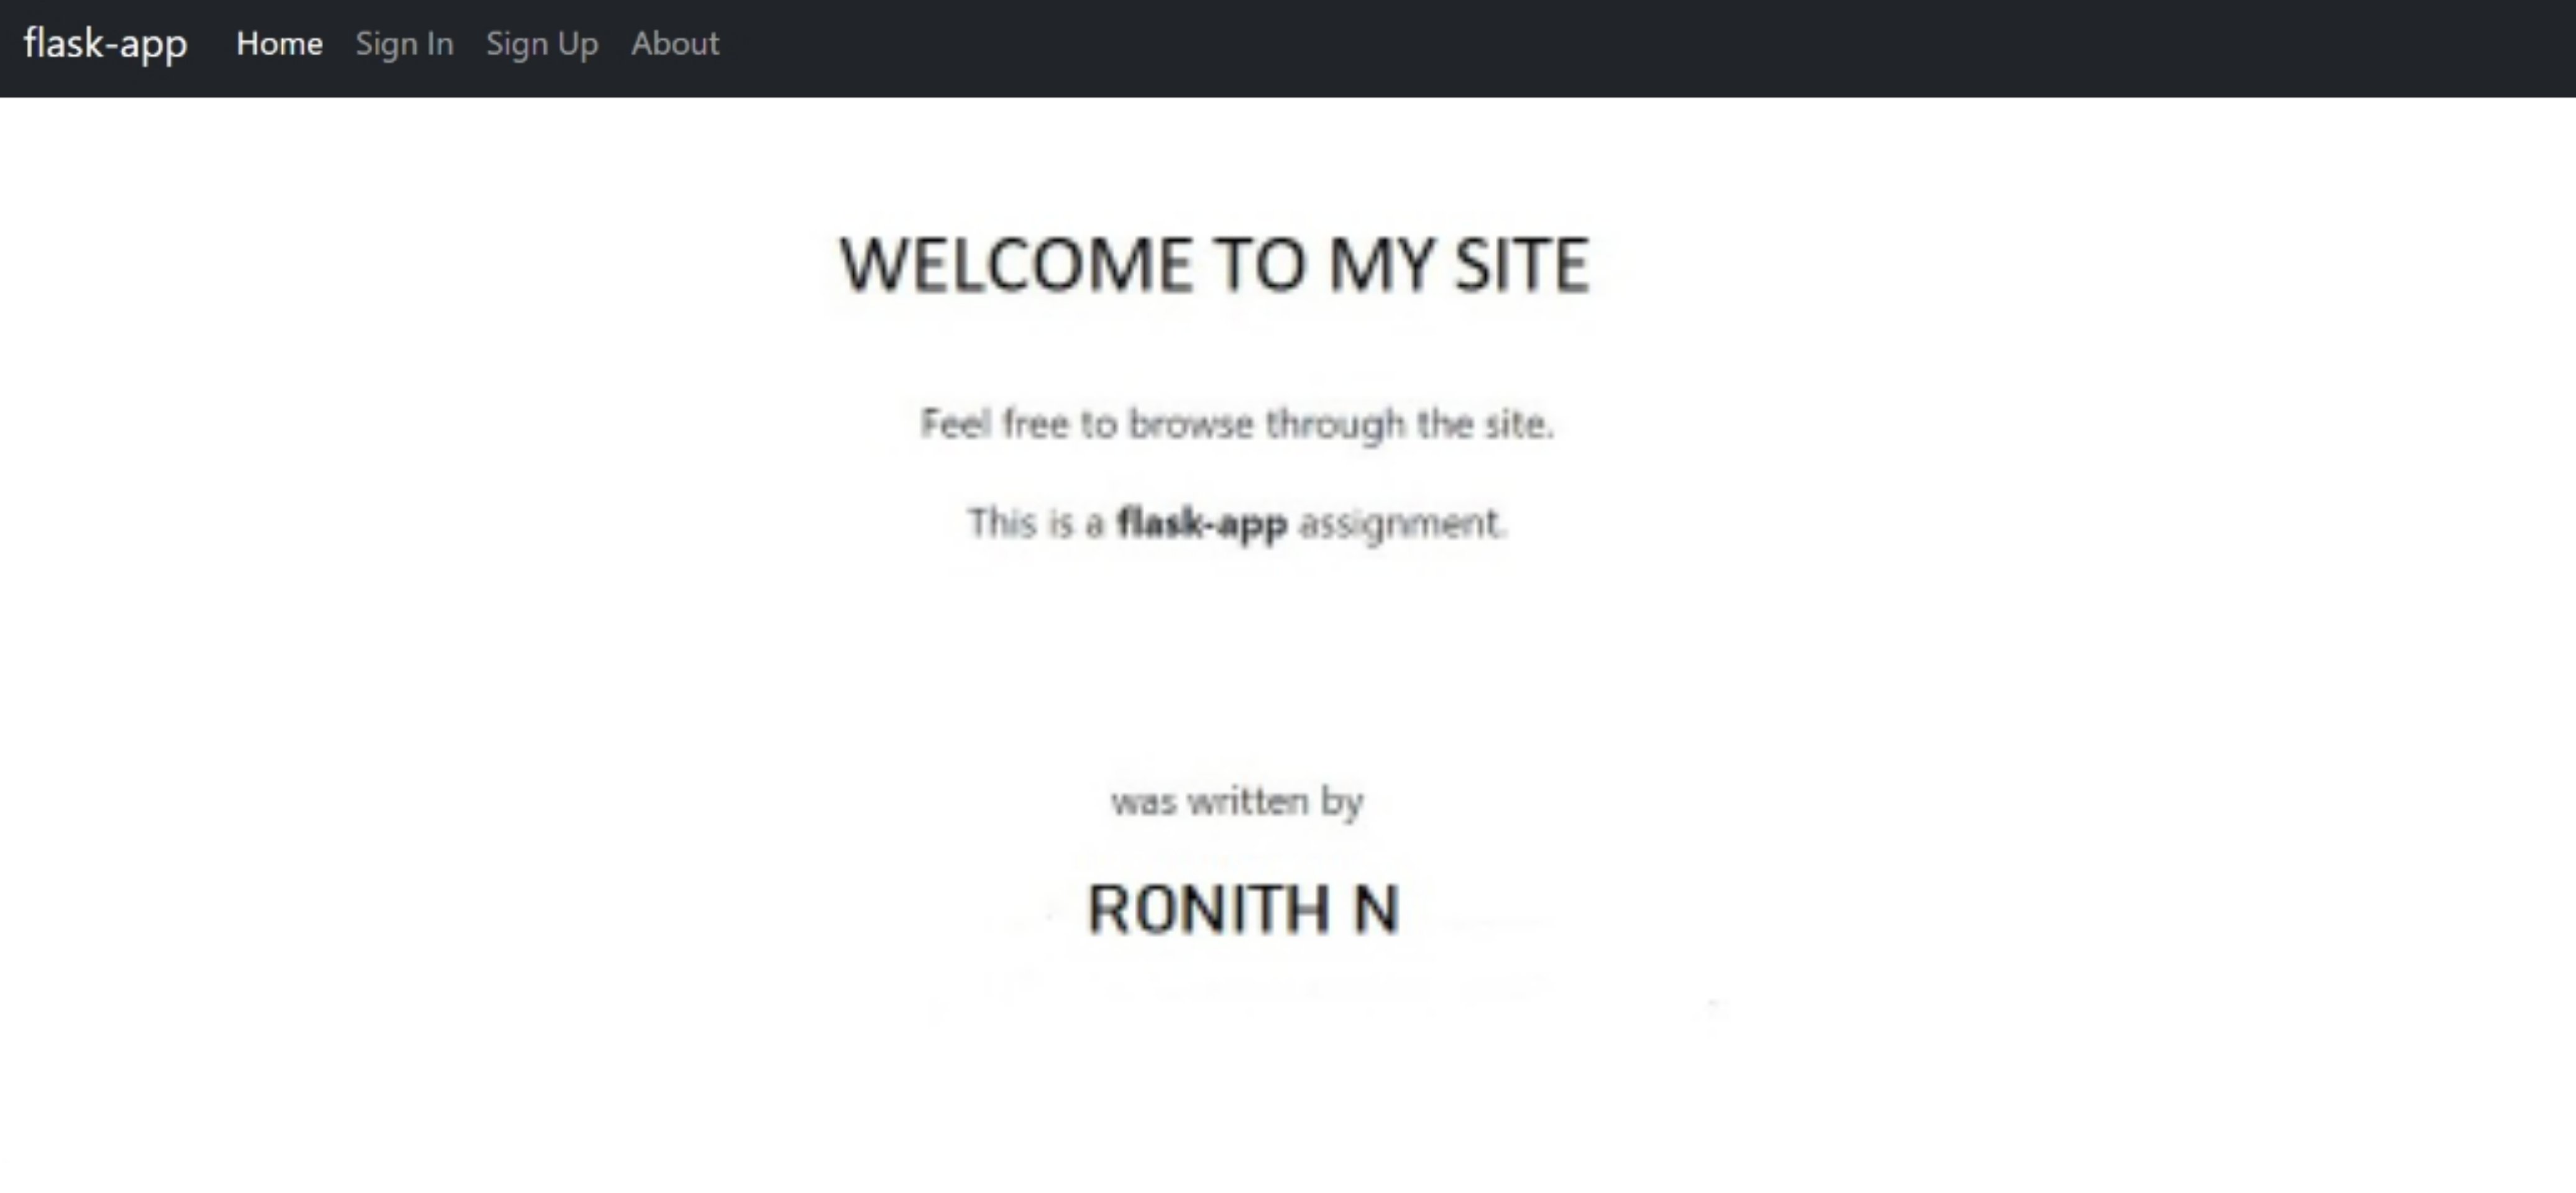 flask-app Home Sign In Sign Up About
WELCOME TO MY SITE
Feel free to browse through the site.
This is a flask-app assignment.
was written by
RONITH N